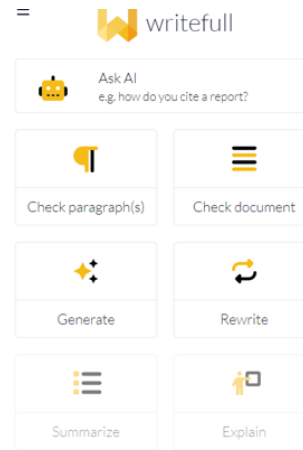 writefull
Ask AI
e.g. how do you cite a report?
Check paragraph(s)
Check document
Generate
Rewrite
Summarize
Explain